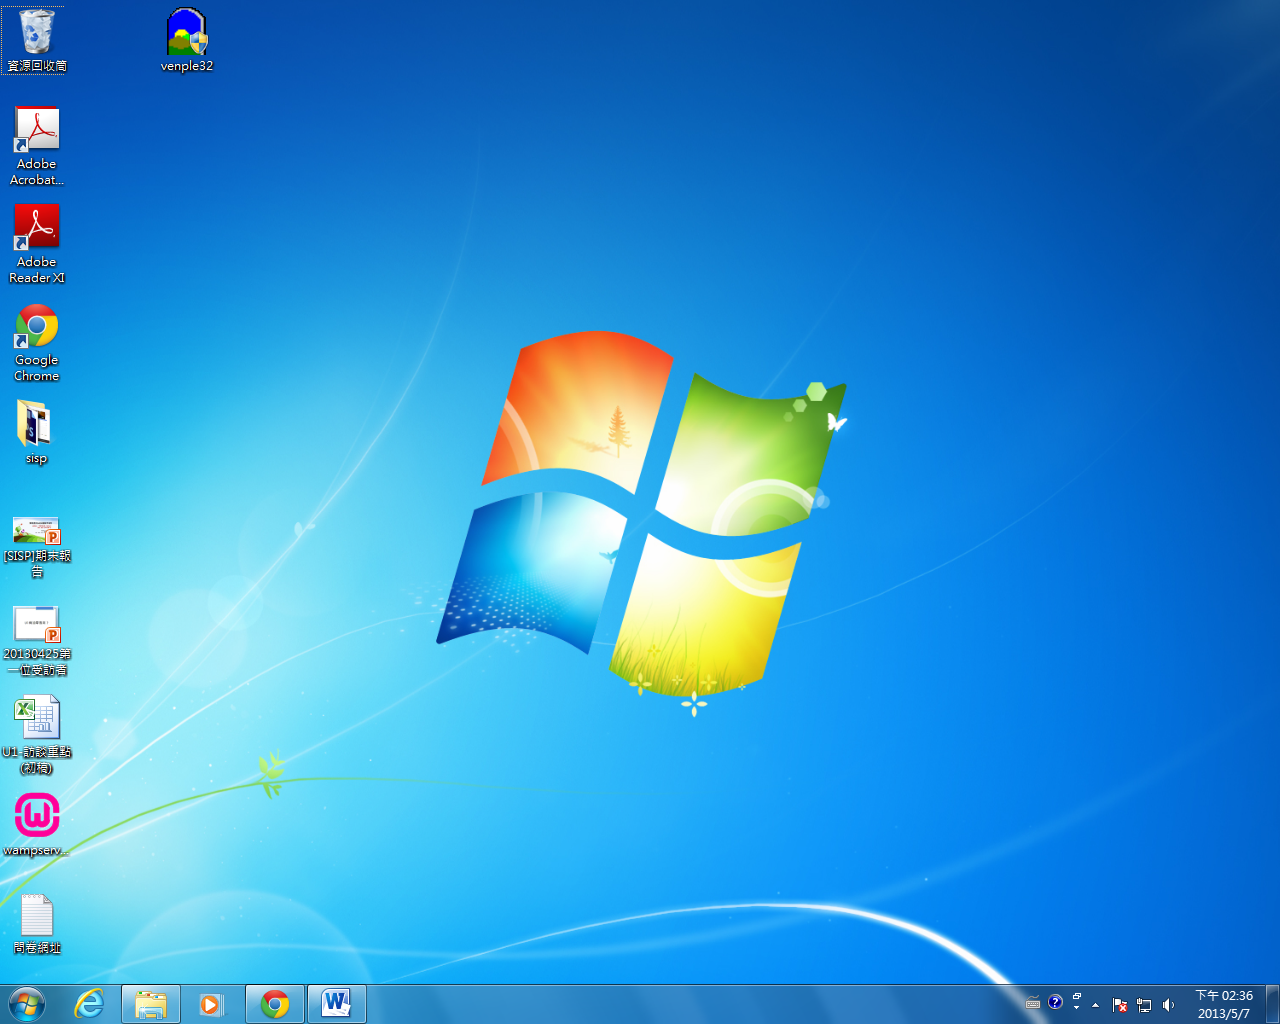 資源回收筒
venple32
Adobe
Acrobat...
Adobe
Reader XI
Google
Chrome
sisp
[SISP]期末報
告
20130425第
一位受訪者
U1-訪談重點
(初稿)
wampserv...
問卷網址
下午 02:36
2013/5/7